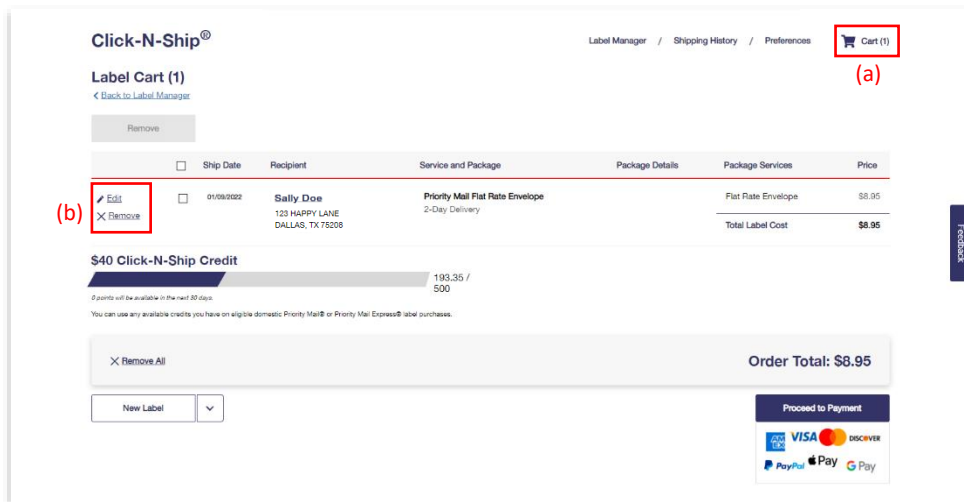 Click-N-Ship®
Label Manager / Shipping History / Preferences
Cart (1)
(a)
Label Cart (1)
Back to Label Manager
Remove
Ship Date Recipient Service and Package Package Details Package Services Price
(b)
Edit
Remove
01/09/2022
Sally Doe
123 HAPPY LANE
DALLAS, TX 75208
Priority Mail Flat Rate Envelope
2-Day Delivery
Flat Rate Envelope $8.95
Total Label Cost $8.95
Feedback
$40 Click-N-Ship Credit
193.35 /
500
0 points will be available in the next 30 days.
You can use any available credits you have on eligible domestic Priority Mail® or Priority Mail Express® label purchases.
Remove All
Order Total: $8.95
New Label
Proceed to Payment
AM
EX
VISA
DISCOVER
PayPal
Pay
G Pay